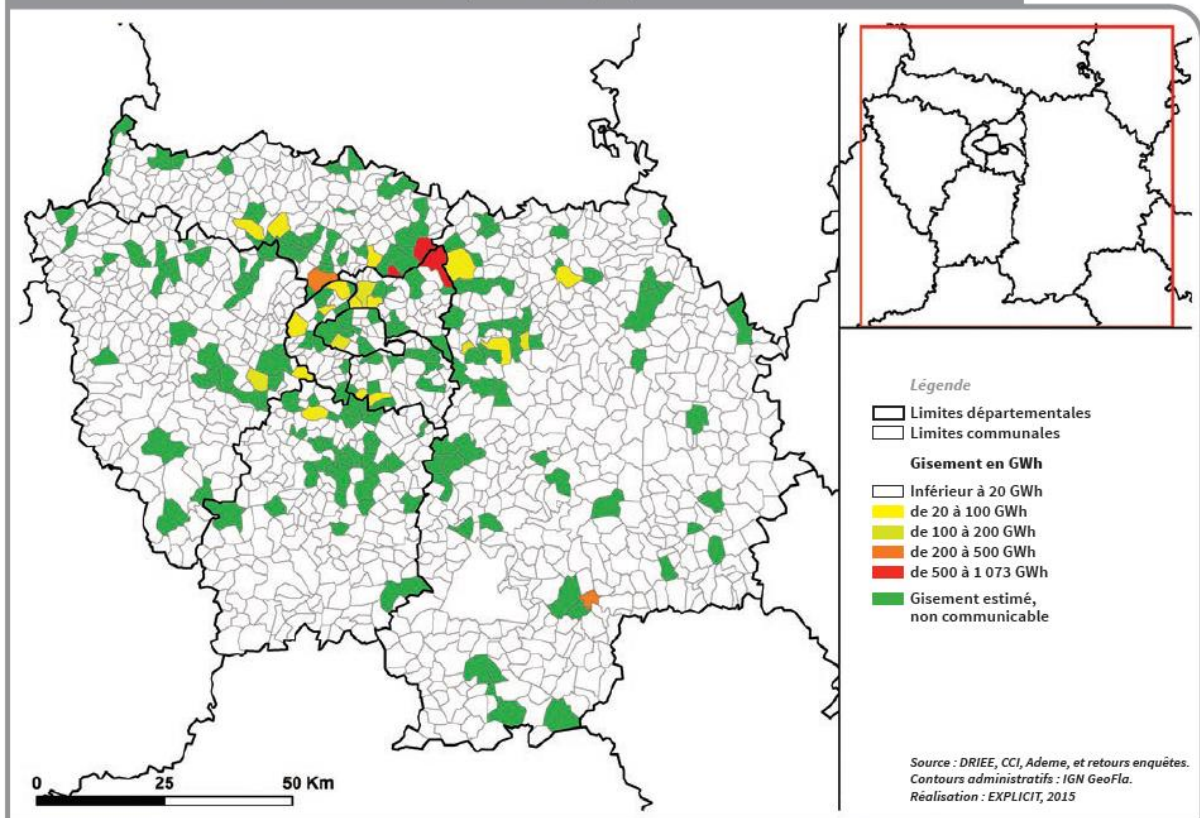 Légende
Limites départementales
Limites communales
Gisement en GWh
Inférieur à 20 GWh
de 20 à 100 GWh
de 100 à 200 GWh
de 200 à 500 GWh
de 500 à 1 073 GWh
Gisement estimé,
non communicable
0 25 50 Km
Source : DRIEE, CCI, Ademe, et retours enquêtes.
Contours administratifs : IGN GeoFla.
Réalisation : EXPLICIT, 2015